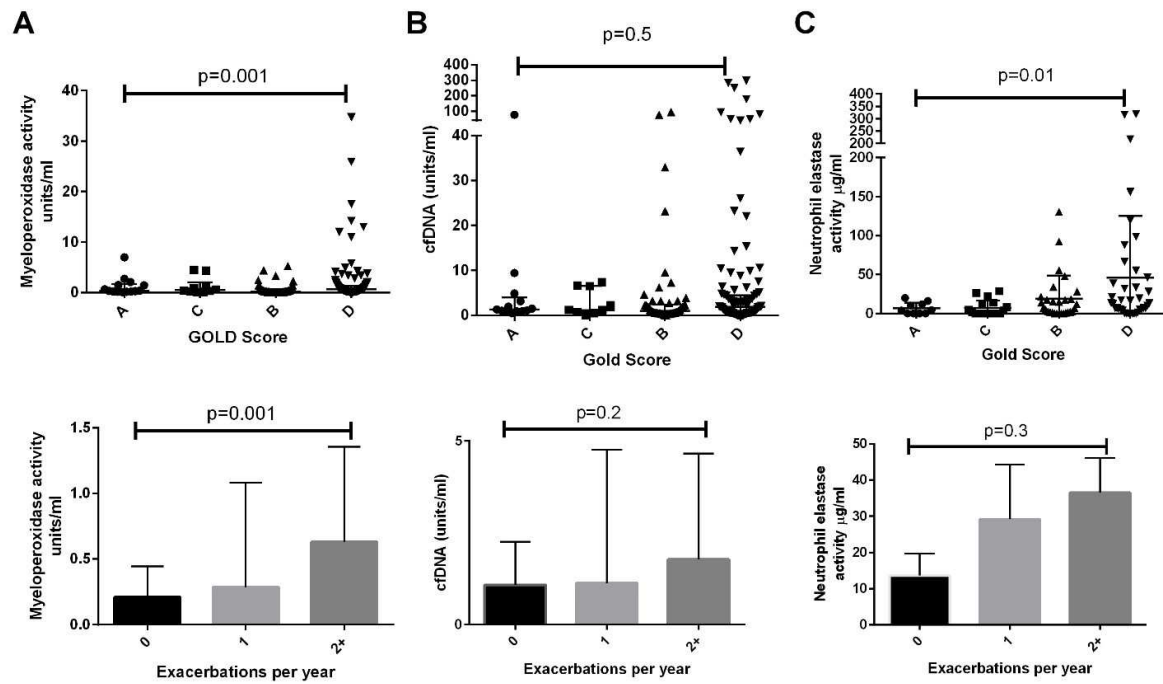 A
p=0.001
Myeloperoxidase activity
units/ml
40
30
20
10
0
A
C
B
D
GOLD Score
B
p=0.5
cfDNA (units/ml)
400
300
200
100
40
30
20
10
0
A
C
B
D
Gold Score
C
p=0.01
Neutrophil elastase
activity µg/ml
400
350
300
250
200
200
150
100
50
0
A
C
B
D
Gold Score
p=0.001
Myeloperoxidase activity
units/ml
1.5
1.0
0.5
0.0
0
1
2+
Exacerbations per year
p=0.2
cfDNA (units/ml)
5
0
0
1
2+
Exacerbations per year
p=0.3
Neutrophil elastase
activity µg/ml
50
40
30
20
10
0
0
1
2+
Exacerbations per year